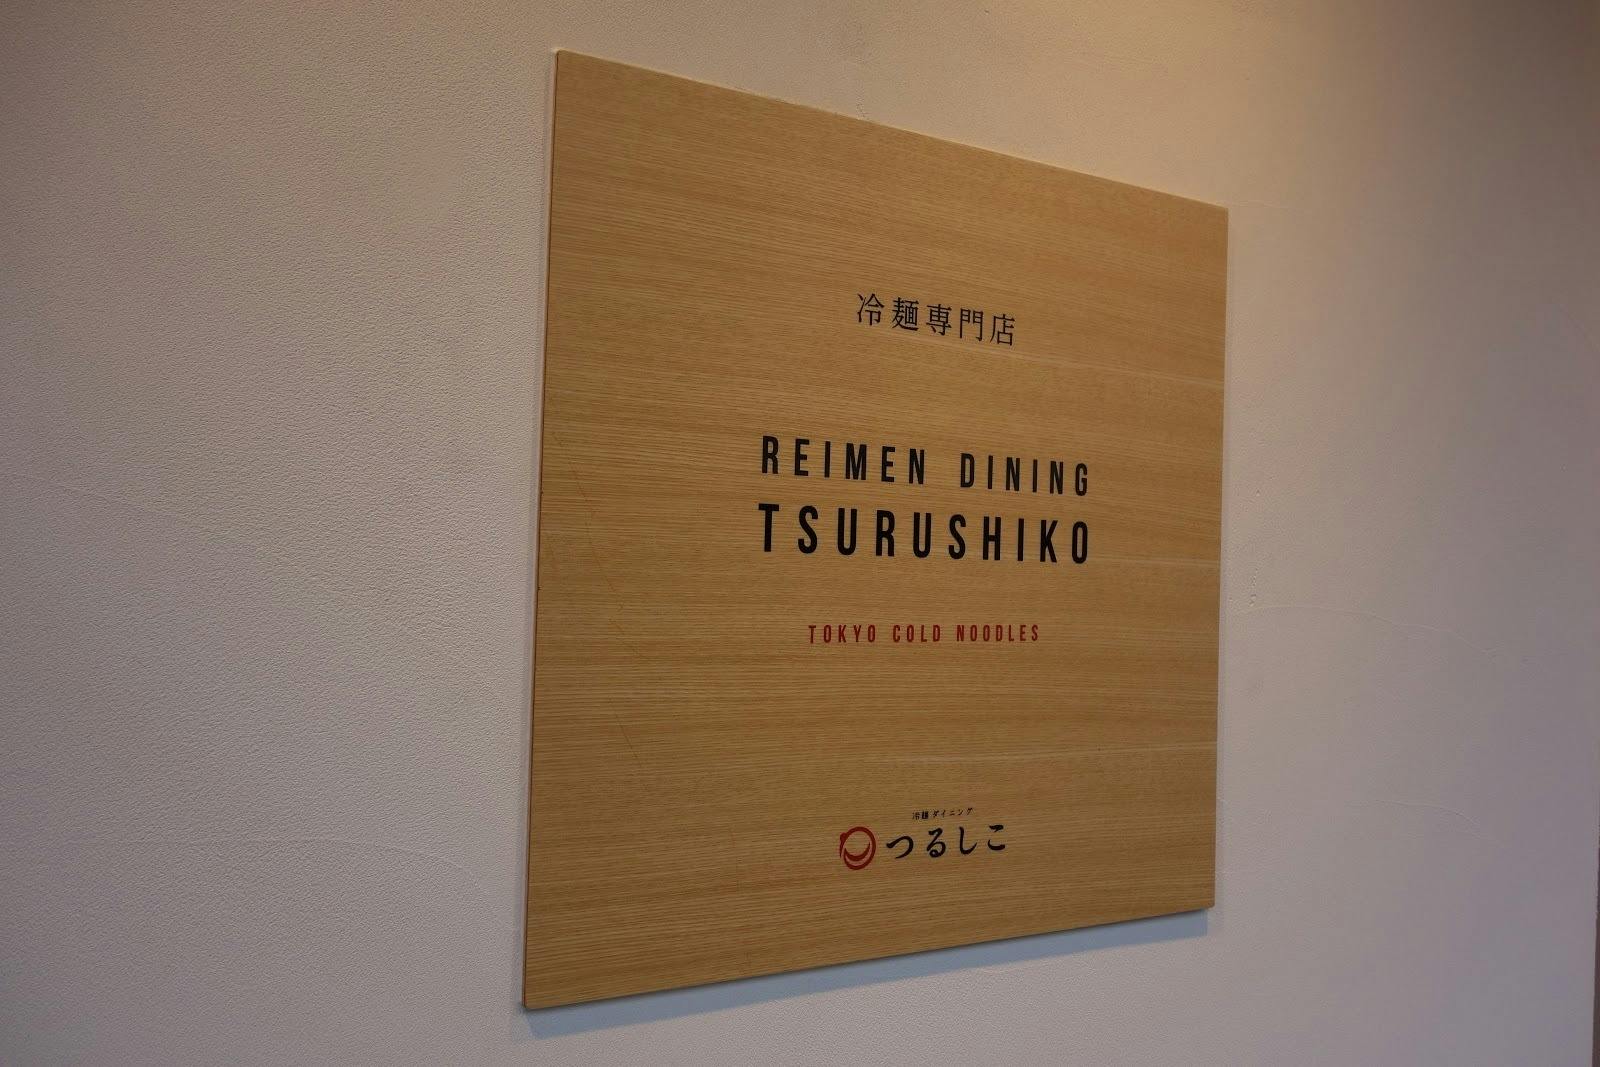 冷麺専門店
REIMEN DINING
TSURUSHIKO
TOKYO COLD NOODLES
冷麺ダイニング
つるしこ